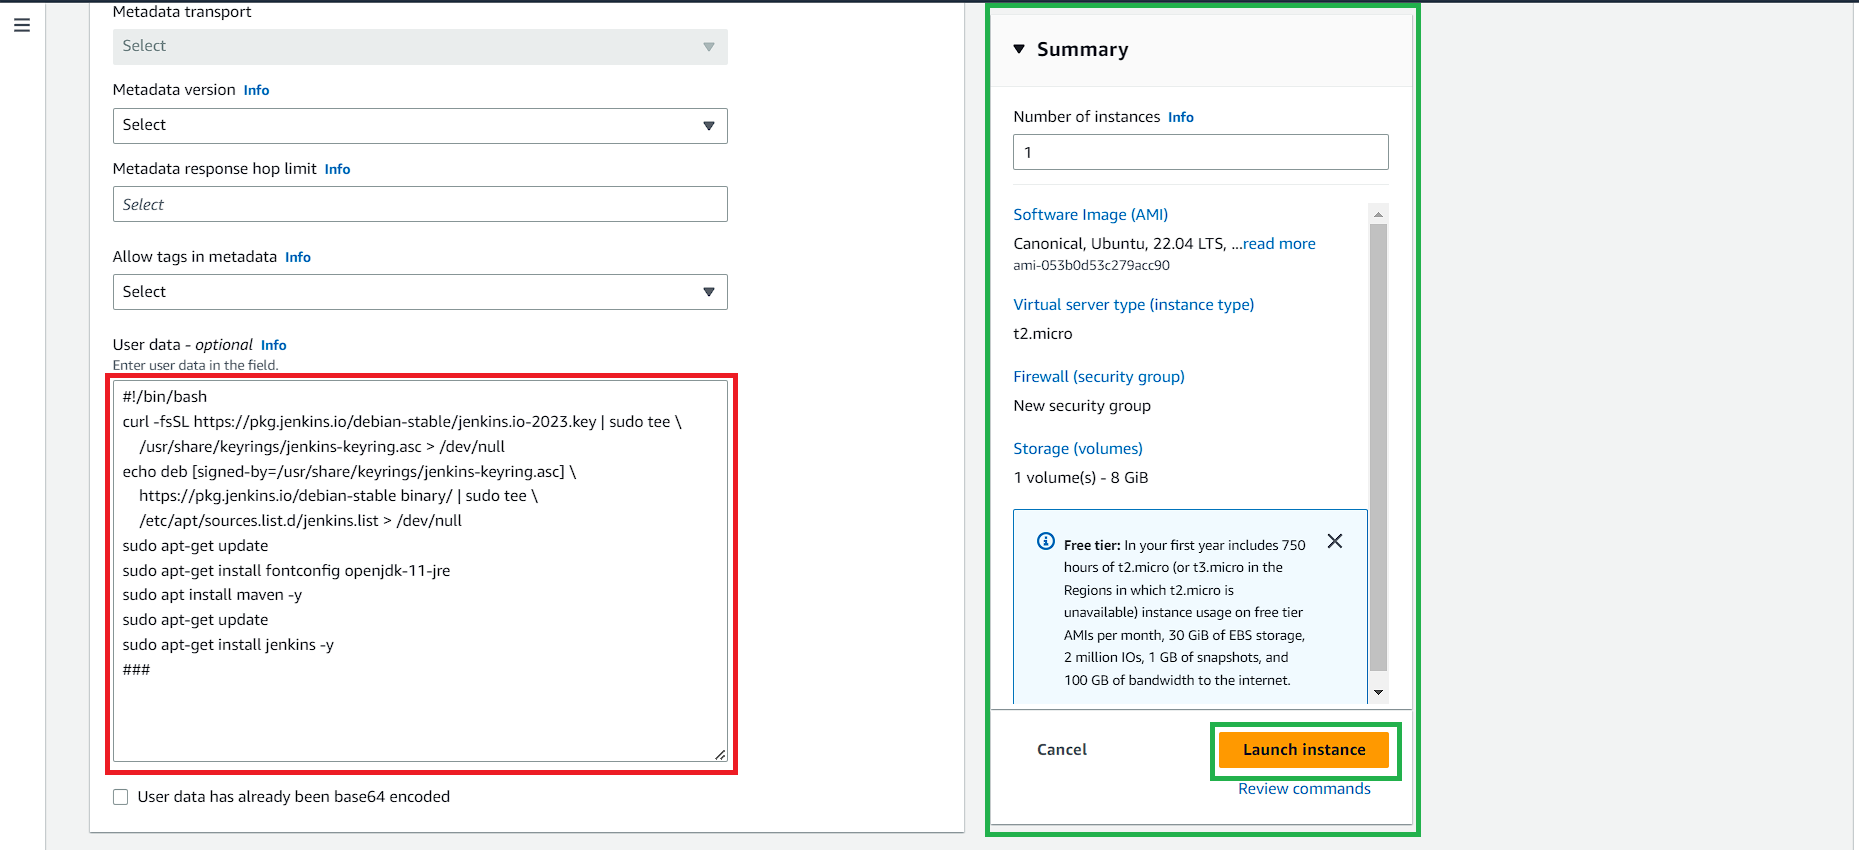 Metadata transport
Select
Metadata version Info
Select
Metadata response hop limit Info
Select
Allow tags in metadata Info
Select
User data - optional Info
Enter user data in the field.
#!/bin/bash
curl -fsSL https://pkg.jenkins.io/debian-stable/jenkins.io-2023.key | sudo tee \
/usr/share/keyrings/jenkins-keyring.asc > /dev/null
echo deb [signed-by=/usr/share/keyrings/jenkins-keyring.asc] \
https://pkg.jenkins.io/debian-stable binary/ | sudo tee \
/etc/apt/sources.list.d/jenkins.list > /dev/null
sudo apt-get update
sudo apt-get install fontconfig openjdk-11-jre
sudo apt install maven -y
sudo apt-get update
sudo apt-get install jenkins -y
###
User data has already been base64 encoded
Summary
Number of instances Info
1
Software Image (AMI)
Canonical, Ubuntu, 22.04 LTS, ...read more
ami-053b0d53c279acc90
Virtual server type (instance type)
t2.micro
Firewall (security group)
New security group
Storage (volumes)
1 volume(s) - 8 GiB
Free tier: In your first year includes 750
hours of t2.micro (or t3.micro in the
Regions in which t2.micro is
unavailable) instance usage on free tier
AMIs per month, 30 GiB of EBS storage,
2 million IOs, 1 GB of snapshots, and
100 GB of bandwidth to the internet.
Cancel
Launch instance
Review commands